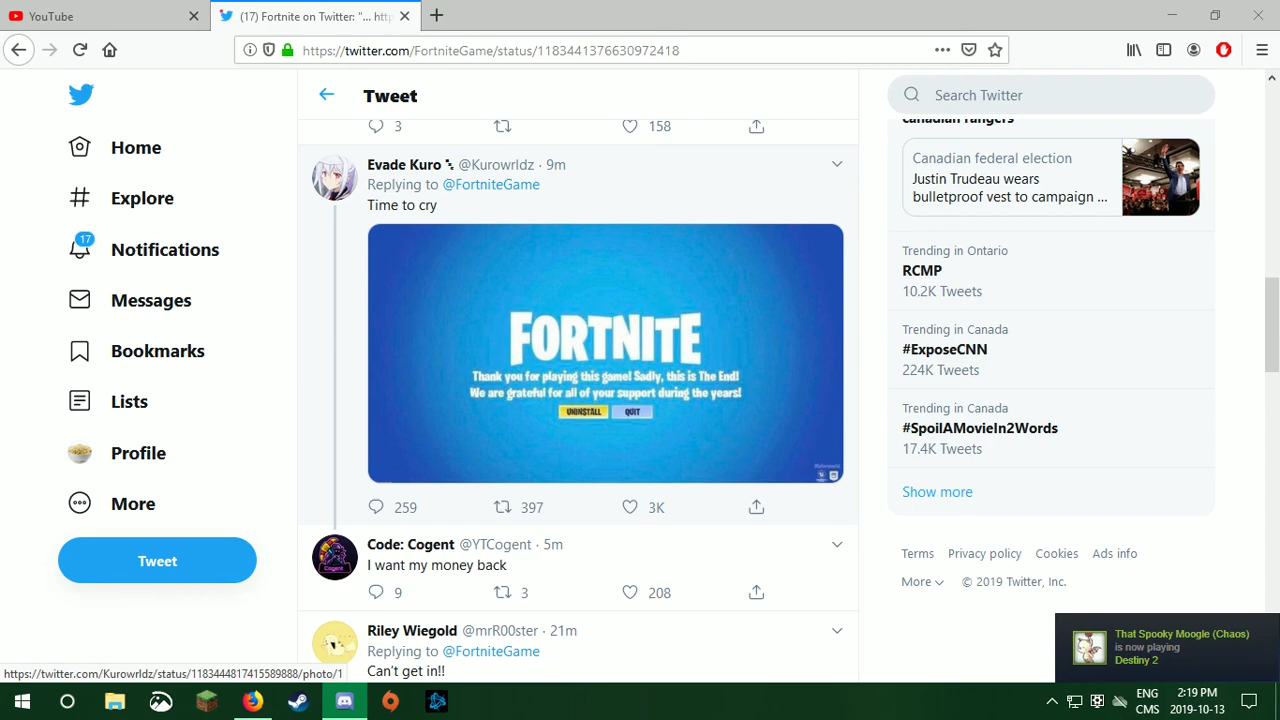 YouTube
(17) Fortnite on Twitter: "... http
https://twitter.com/FortniteGame/status/1183441376630972418
Home
Explore
17
Notifications
Messages
Bookmarks
Lists
Profile
More
Tweet
Tweet
3
158
Evade Kuro @Kurowrldz · 9m
Replying to @FortniteGame
Time to cry
FORTNITE
Thank you for playing this game! Sadly, this is The End!
We are grateful for all of your support during the years!
UNINSTALL QUIT
259
397
3K
Code: Cogent @YTCogent · 5m
I want my money back
9
3
208
Riley Wiegold @mrR00ster · 21m
Replying to @FortniteGame
Can't get in!!
Search Twitter
Canadian rangers
Canadian federal election
Justin Trudeau wears
bulletproof vest to campaign ...
Trending in Ontario
RCMP
10.2K Tweets
Trending in Canada
#ExposeCNN
224K Tweets
Trending in Canada
#SpoilAMovieIn2Words
17.4K Tweets
Show more
Terms Privacy policy Cookies Ads info
More © 2019 Twitter, Inc.
That Spooky Moogle (Chaos)
is now playing
Destiny 2
https://twitter.com/Kurowrldz/status/1183444817415589888/photo/1
ENG
CMS
2:19 PM
2019-10-13